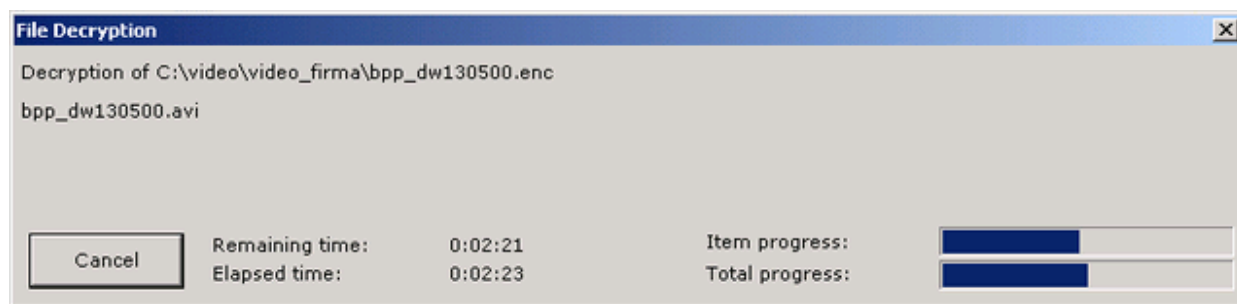 File Decryption
Decryption of C:\video\video_firma\bpp_dw130500.enc
bpp_dw130500.avi
Cancel
Remaining time: 0:02:21
Elapsed time: 0:02:23
Item progress:
Total progress: